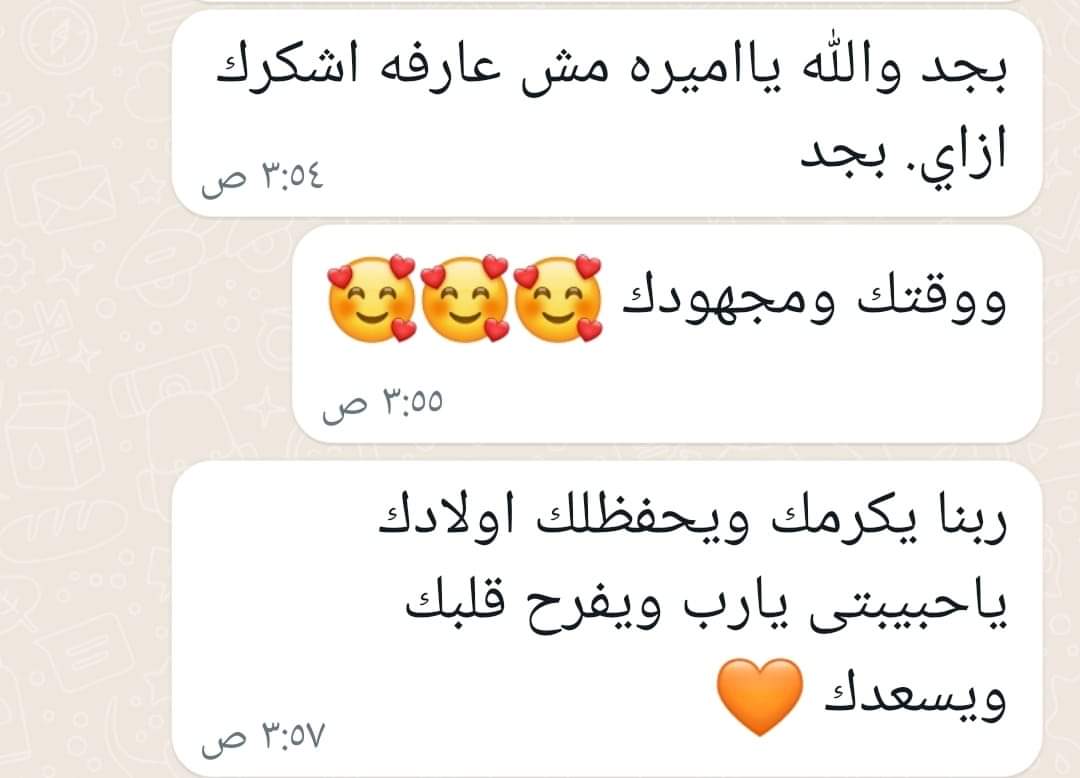 بجد والله يااميره مش عارفه اشكرك
ازاي. بجد
٣:٥٤ ص
ووقتك ومجهودك 🥰🥰🥰
٣:٥٥ ص
ربنا يكرمك ويحفظلك اولادك
ياحبيبتى يارب ويفرح قلبك
ويسعدك 🧡
٣:٥٧ ص